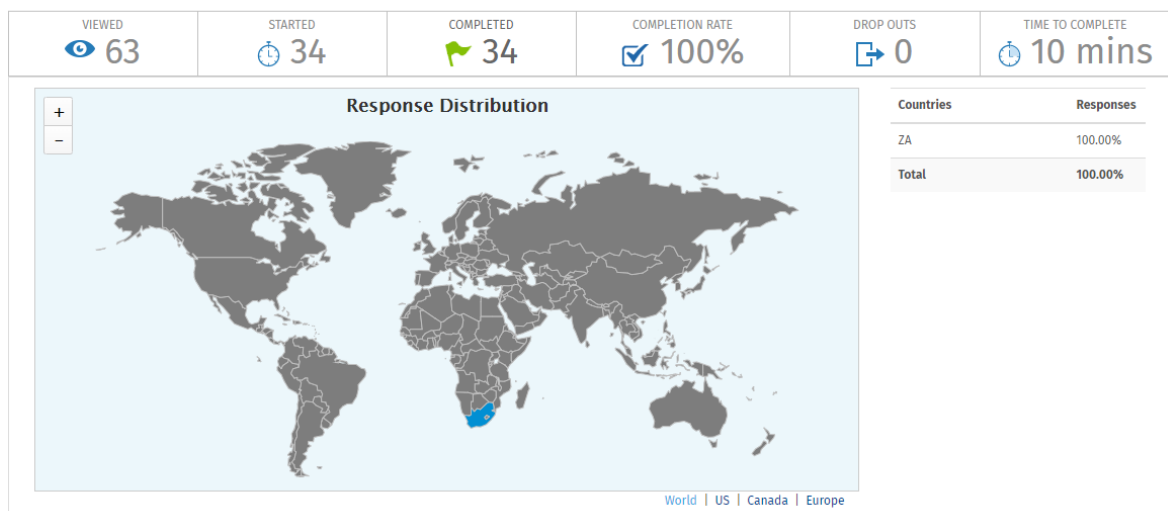 VIEWED STARTED COMPLETED COMPLETION RATE DROP OUTS TIME TO COMPLETE
63 34 34 100% 0 10 mins
Response Distribution
+
−
Countries Responses
ZA 100.00%
Total 100.00%
World | US | Canada | Europe